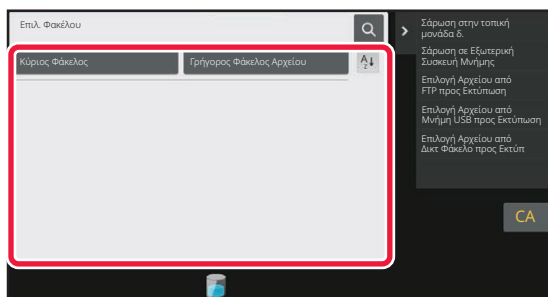 Επιλ. Φακέλου
Κύριος Φάκελος
Γρήγορος Φάκελος Αρχείου
A
Z
Σάρωση στην τοπική
μονάδα δ.
Σάρωση σε Εξωτερική
Συσκευή Μνήμης
Επιλογή Αρχείου από
FTP προς Εκτύπωση
Επιλογή Αρχείου από
Μνήμη USB προς Εκτύπωση
Επιλογή Αρχείου από
Δικτ Φάκελο προς Εκτύπ
CA